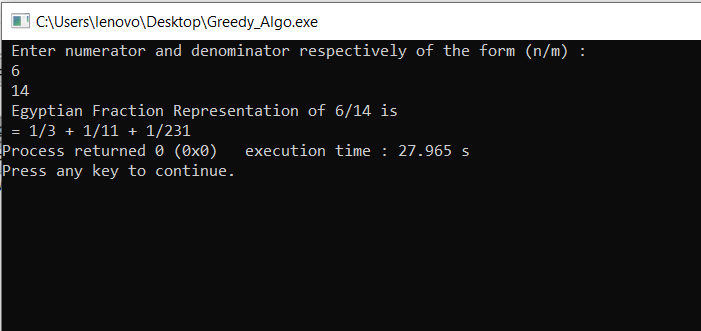 C:\Users\lenovo\Desktop\Greedy_Algo.exe
Enter numerator and denominator respectively of the form (n/m) :
6
14
Egyptian Fraction Representation of 6/14 is
= 1/3 + 1/11 + 1/231
Process returned 0 (0x0)   execution time : 27.965 s
Press any key to continue.